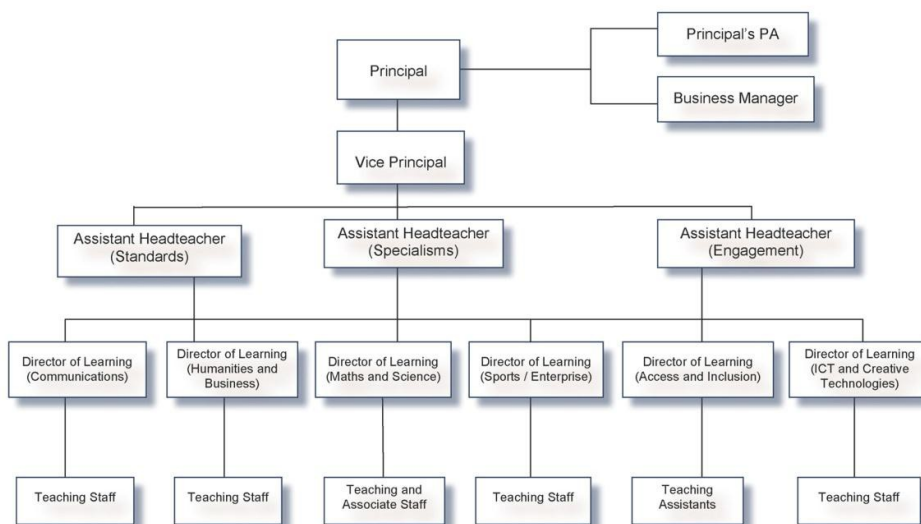 Principal's PA
Principal
Business Manager
Vice Principal
Assistant Headteacher
(Standards)
Assistant Headteacher
(Specialisms)
Assistant Headteacher
(Engagement)
Director of Learning
(Communications)
Director of Learning
(Humanities and
Business)
Director of Learning
(Maths and Science)
Director of Learning
(Sports / Enterprise)
Director of Learning
(Access and Inclusion)
Director of Learning
(ICT and Creative
Technologies)
Teaching Staff
Teaching Staff
Teaching and
Associate Staff
Teaching Staff
Teaching
Assistants
Teaching Staff